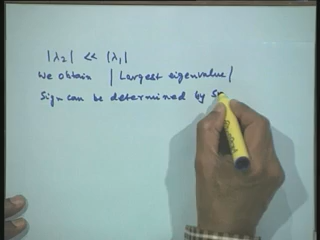 |λ₂| << |λ₁|
We obtain | Largest eigenvalue |
Sign can be determined by